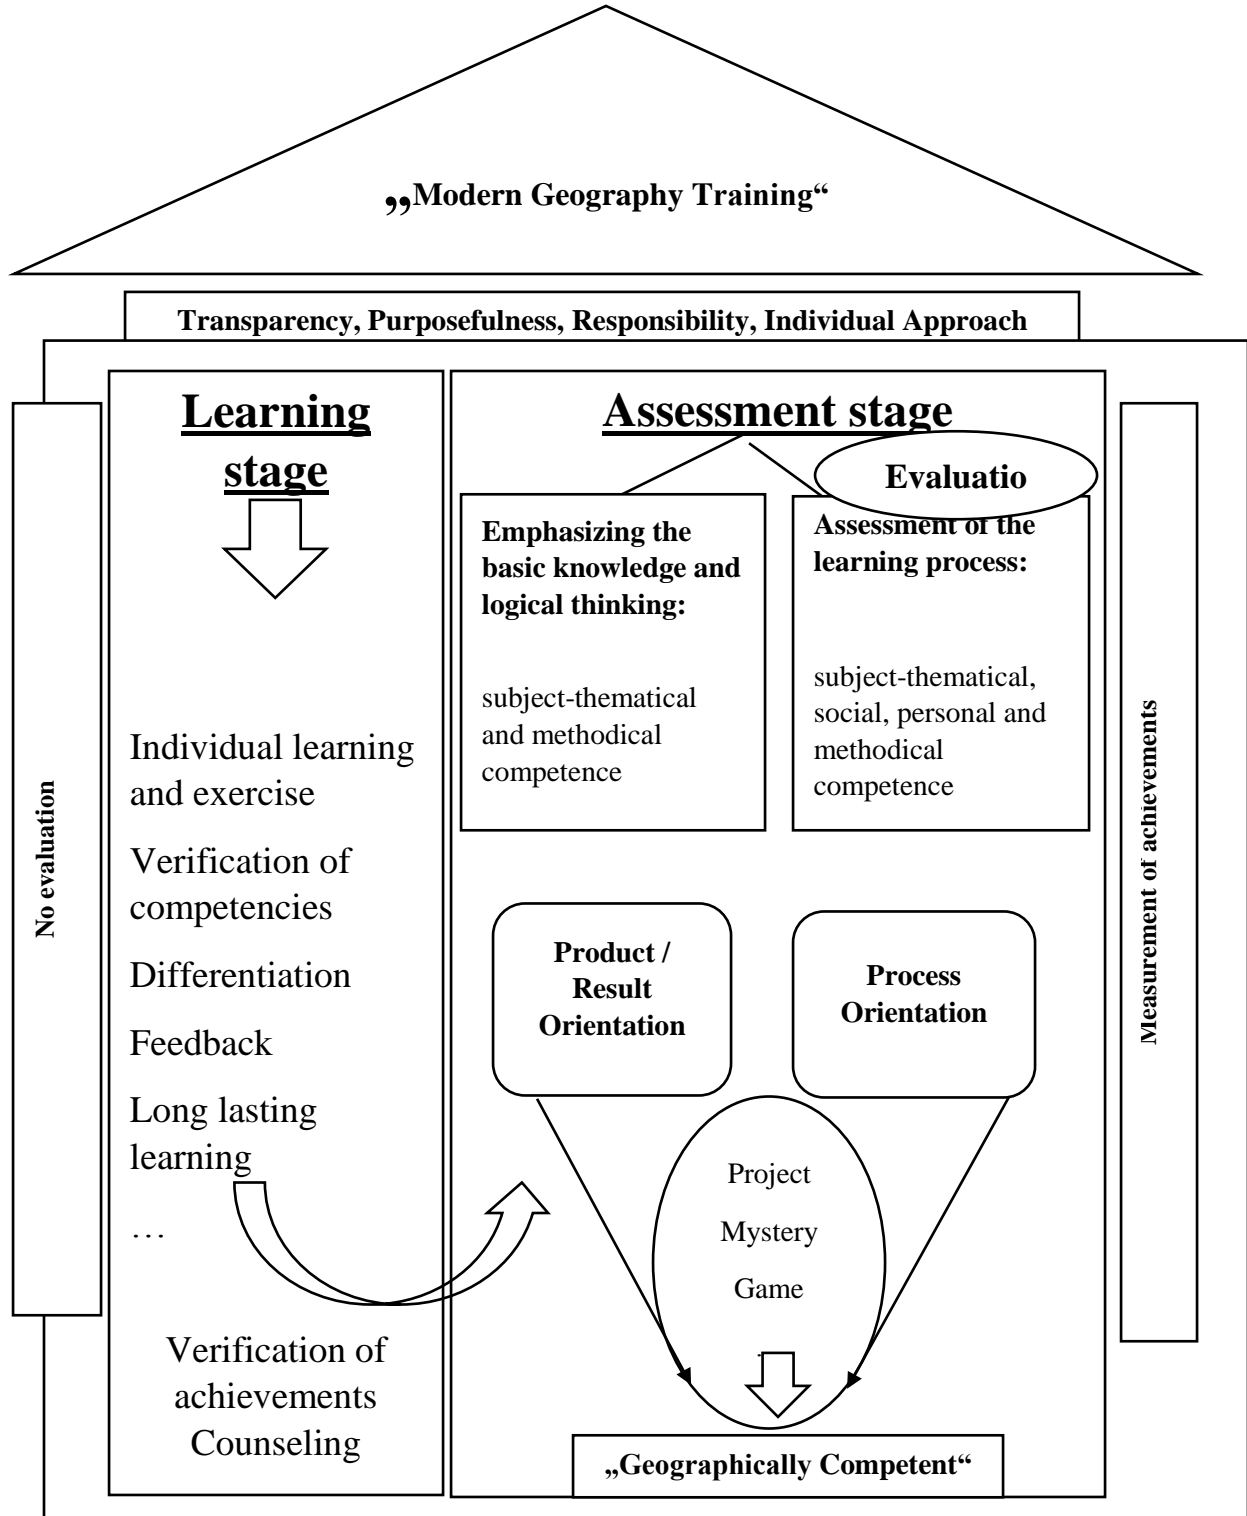 „Modern Geography Training“
Transparency, Purposefulness, Responsibility, Individual Approach
No evaluation
Learning
stage
Individual learning
and exercise
Verification of
competencies
Differentiation
Feedback
Long lasting
learning
…
Verification of
achievements
Counseling
Assessment stage
Evaluatio
Emphasizing the
basic knowledge and
logical thinking:
subject-thematical
and methodical
competence
Assessment of the
learning process:
subject-thematical,
social, personal and
methodical
competence
Product /
Result
Orientation
Process
Orientation
Project
Mystery
Game
„Geographically Competent“
Measurement of achievements